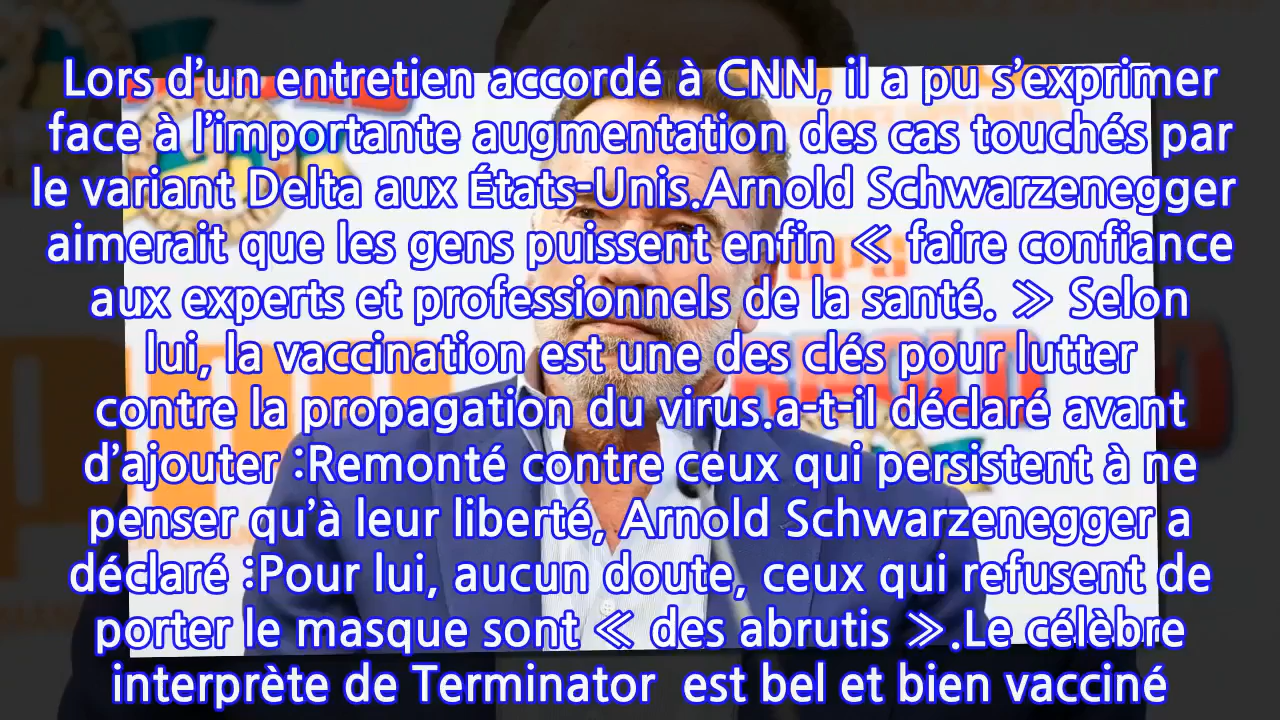 Lors d’un entretien accordé à CNN, il a pu s’exprimer
face à l’importante augmentation des cas touchés par
le variant Delta aux États-Unis.Arnold Schwarzenegger
aimerait que les gens puissent enfin « faire confiance
aux experts et professionnels de la santé. » Selon
lui, la vaccination est une des clés pour lutter
contre la propagation du virus.a-t-il déclaré avant
d’ajouter :Remonté contre ceux qui persistent à ne
penser qu’à leur liberté, Arnold Schwarzenegger a
déclaré :Pour lui, aucun doute, ceux qui refusent de
porter le masque sont « des abrutis ».Le célèbre
interprète de Terminator  est bel et bien vacciné